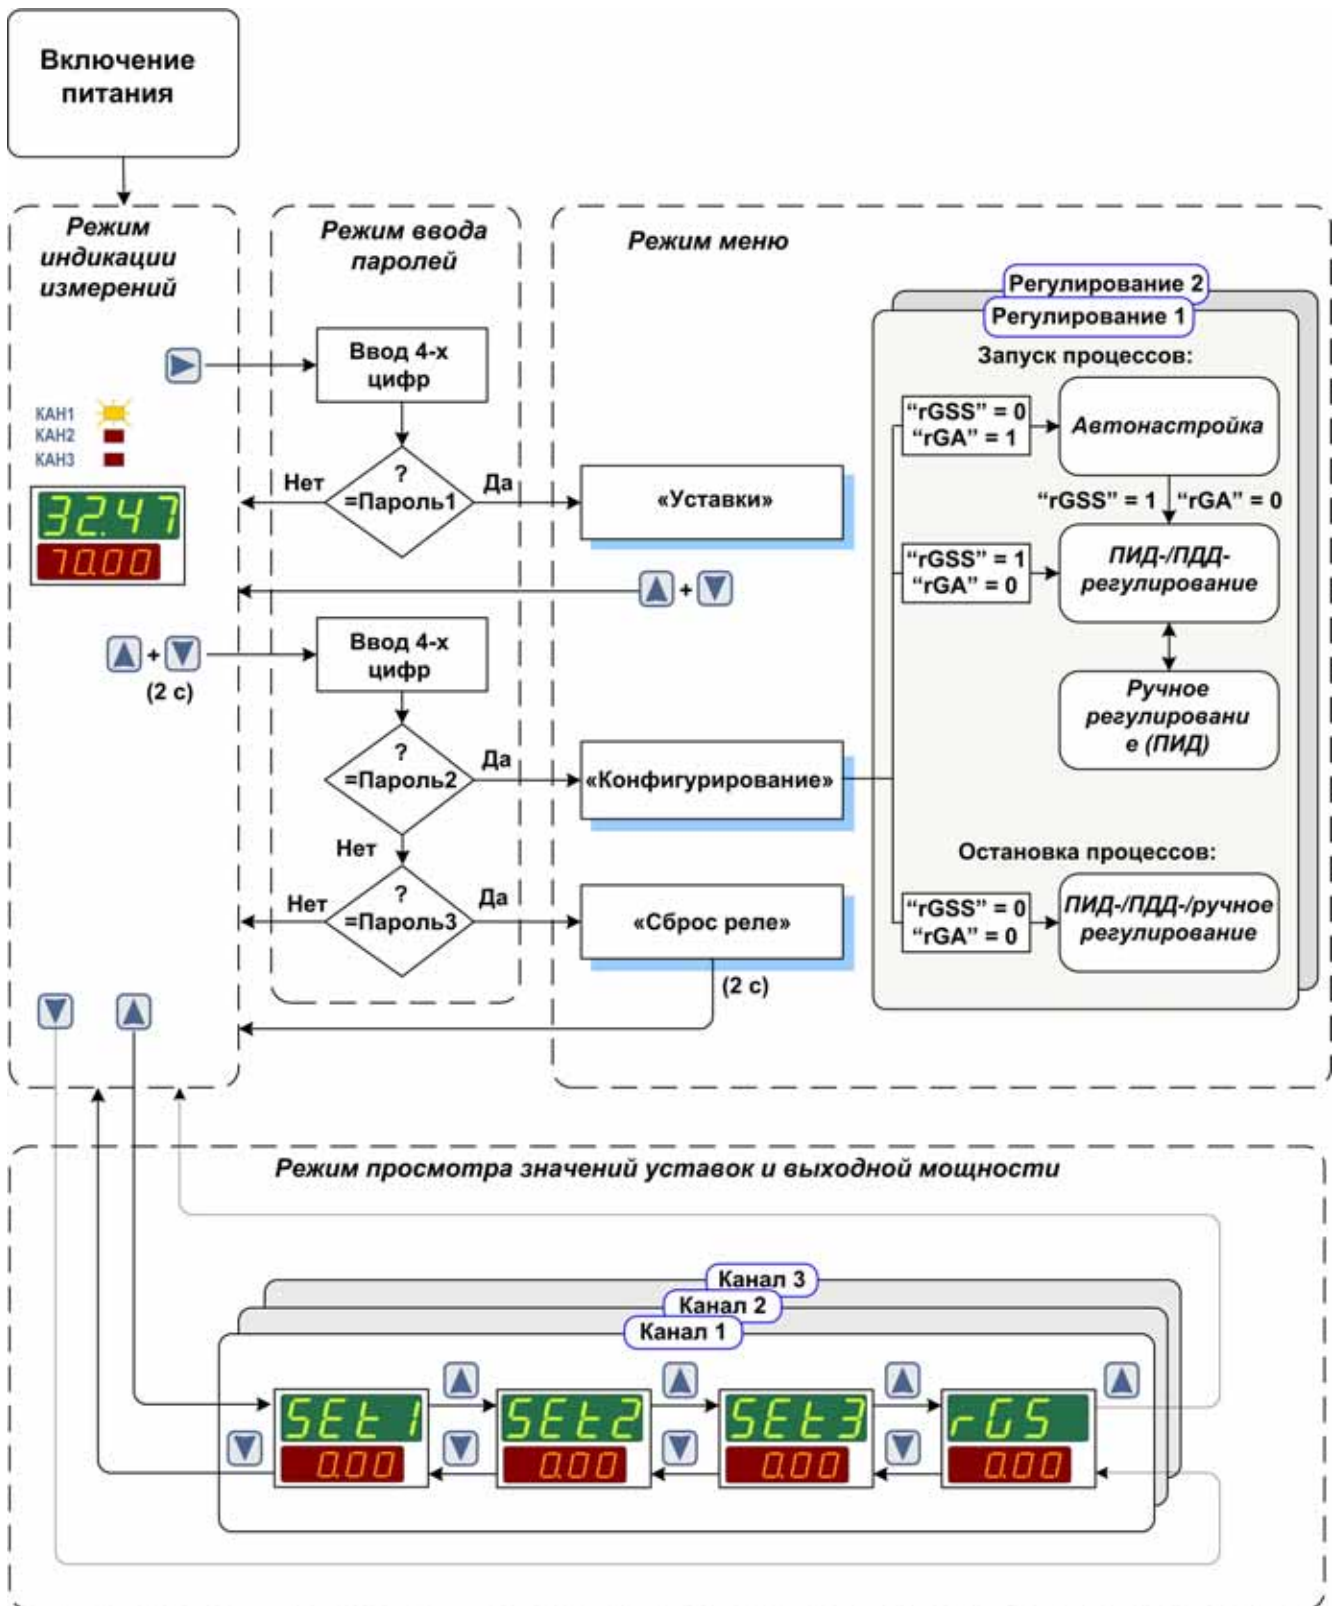 Включение
питания
Режим
индикации
измерений
КАН1
КАН2
КАН3
32.47
70.00
(2 с)
Режим ввода
паролей
Ввод 4-х
цифр
?
=Пароль1
Нет
Да
Ввод 4-х
цифр
?
=Пароль2
Да
Нет
?
=Пароль3
Нет
Да
Режим меню
«Уставки»
+
+
«Конфигурирование»
«Сброс реле»
(2 с)
Регулирование 2
Регулирование 1
Запуск процессов:
“rGSS” = 0
“rGA” = 1
Автонастройка
“rGSS” = 1
“rGA” = 0
“rGSS” = 1
“rGA” = 0
ПИД-/ПДД-
регулирование
Ручное
регулировани
е (ПИД)
Остановка процессов:
“rGSS” = 0
“rGA” = 0
ПИД-/ПДД-/ручное
регулирование
Режим просмотра значений уставок и выходной мощности
Канал 3
Канал 2
Канал 1
SEt1
0.00
SEt2
0.00
SEt3
0.00
rGS
0.00